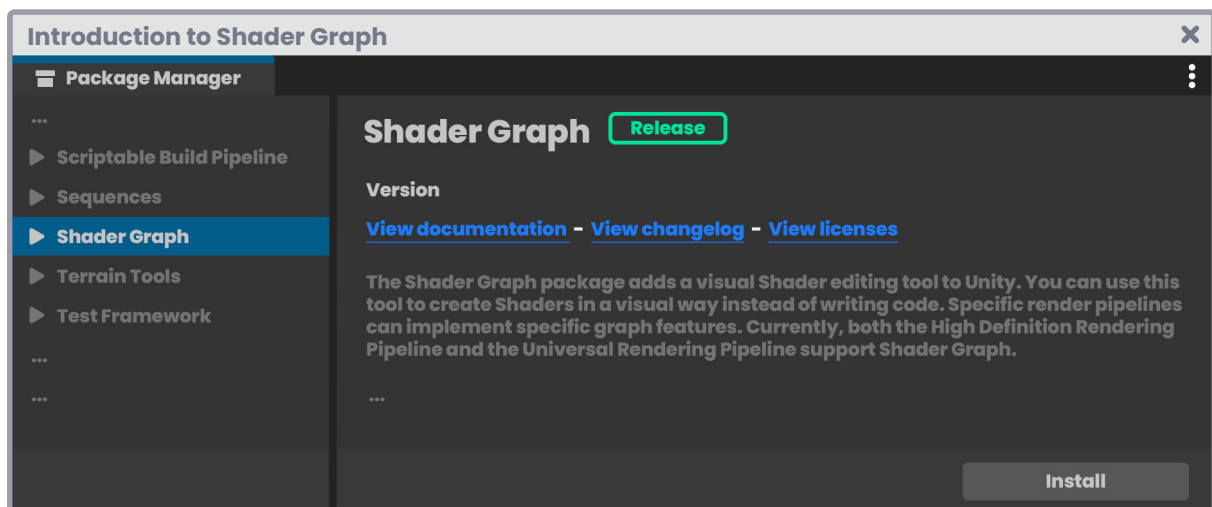 Introduction to Shader Graph
Package Manager
...
Scriptable Build Pipeline
Sequences
Shader Graph
Terrain Tools
Test Framework
...
...
Shader Graph Release
Version
View documentation - View changelog - View licenses
The Shader Graph package adds a visual Shader editing tool to Unity. You can use this
tool to create Shaders in a visual way instead of writing code. Specific render pipelines
can implement specific graph features. Currently, both the High Definition Rendering
Pipeline and the Universal Rendering Pipeline support Shader Graph.
...
Install